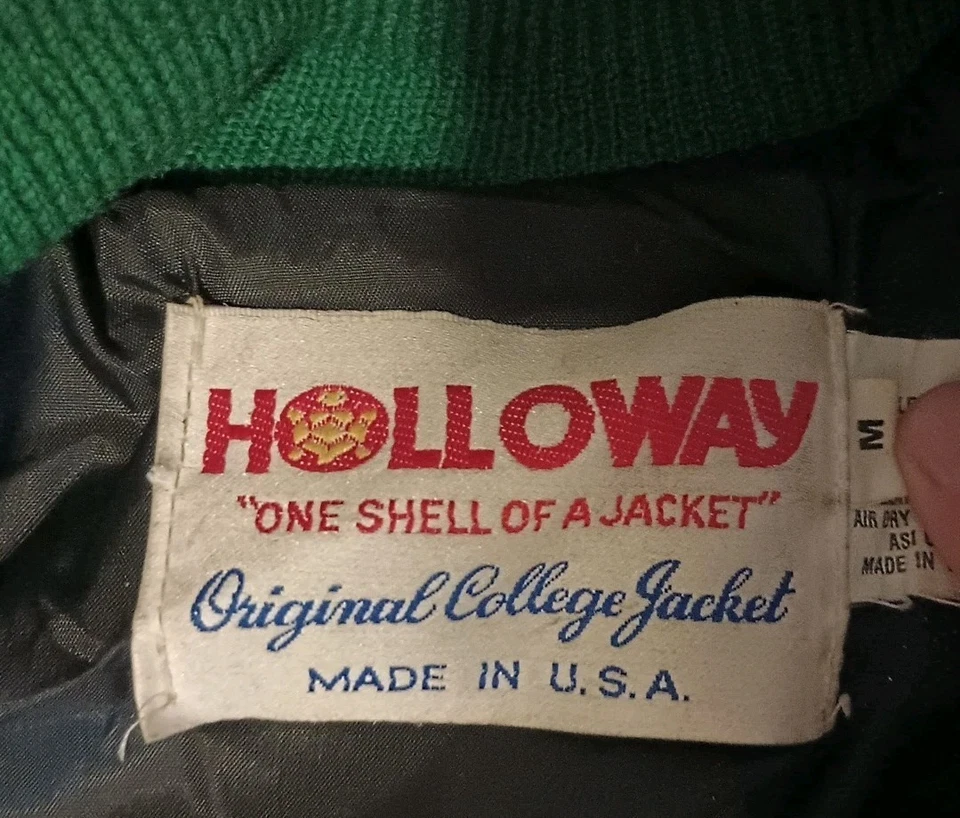 HOLLOWAY
"ONE SHELL OF A JACKET"
Original College Jacket
MADE IN U.S.A.
M
AIR DRY
MADE IN